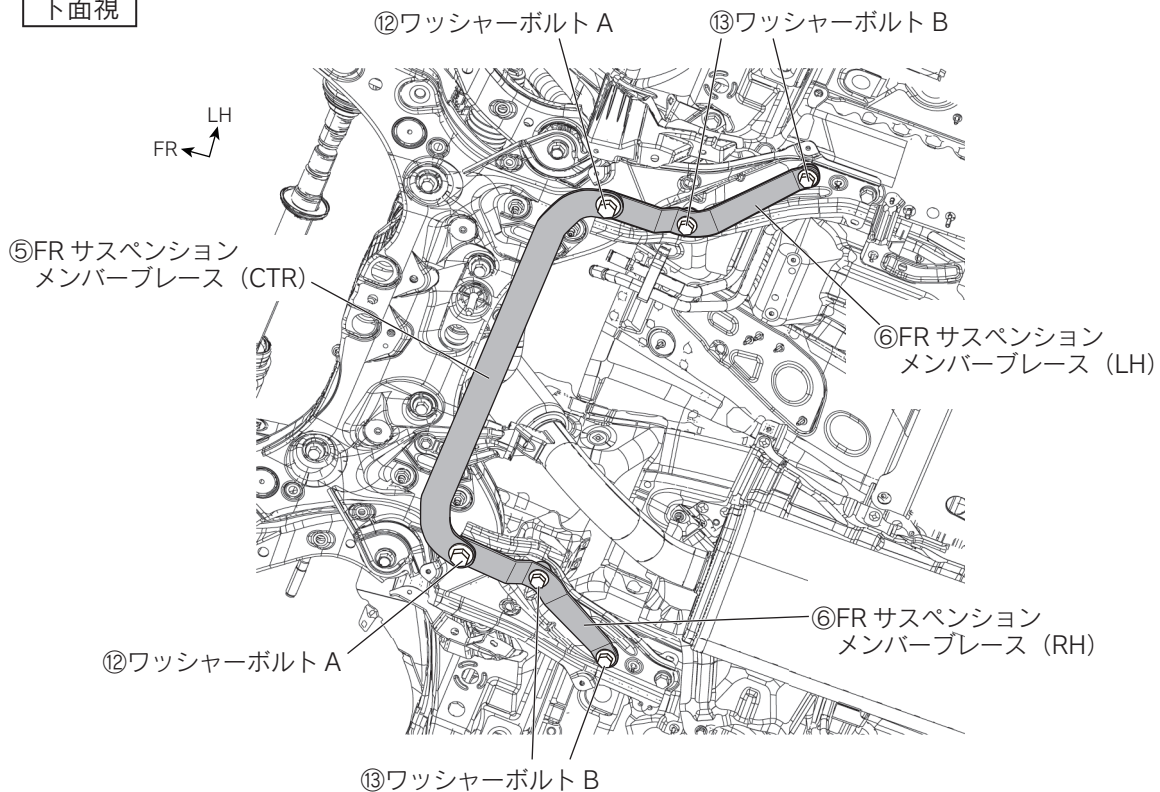 下面視
⑫ワッシャーボルト A
⑬ワッシャーボルト B
LH
FR
⑤FR サスペンション
メンバーブレース（CTR）
⑥FR サスペンション
メンバーブレース（LH）
⑥FR サスペンション
メンバーブレース（RH）
⑫ワッシャーボルト A
⑬ワッシャーボルト B